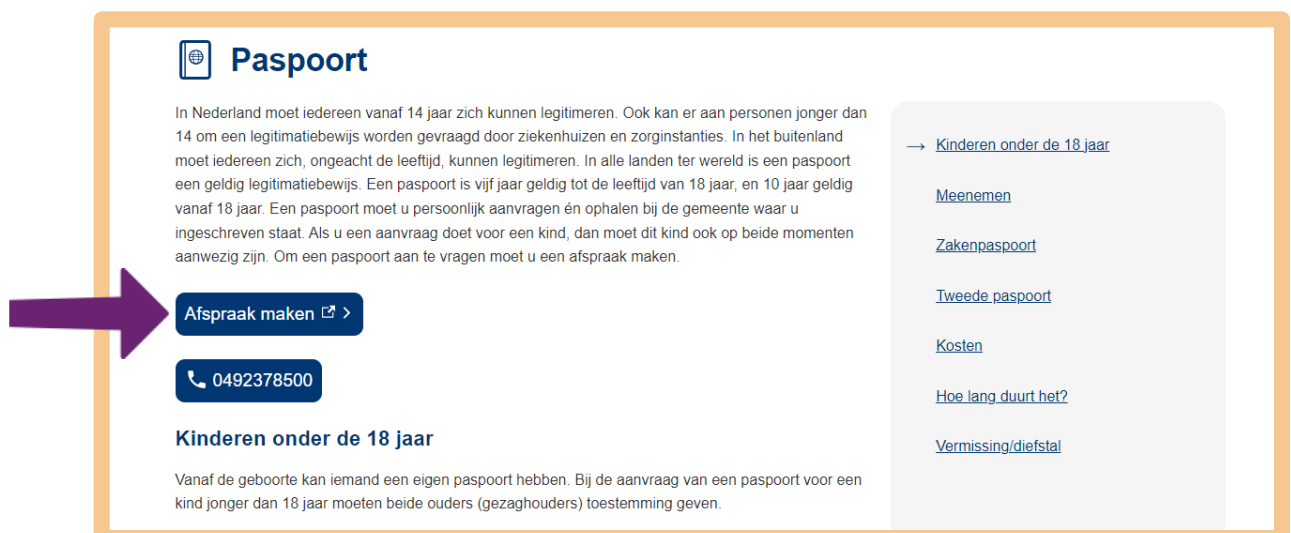 Paspoort
In Nederland moet iedereen vanaf 14 jaar zich kunnen legitimeren. Ook kan er aan personen jonger dan
14 om een legitimatiebewijs worden gevraagd door ziekenhuizen en zorginstanties. In het buitenland
moet iedereen zich, ongeacht de leeftijd, kunnen legitimeren. In alle landen ter wereld is een paspoort
een geldig legitimatiebewijs. Een paspoort is vijf jaar geldig tot de leeftijd van 18 jaar, en 10 jaar geldig
vanaf 18 jaar. Een paspoort moet u persoonlijk aanvragen én ophalen bij de gemeente waar u
ingeschreven staat. Als u een aanvraag doet voor een kind, dan moet dit kind ook op beide momenten
aanwezig zijn. Om een paspoort aan te vragen moet u een afspraak maken.
Afspraak maken
0492378500
Kinderen onder de 18 jaar
Vanaf de geboorte kan iemand een eigen paspoort hebben. Bij de aanvraag van een paspoort voor een
kind jonger dan 18 jaar moeten beide ouders (gezaghouders) toestemming geven.
→ Kinderen onder de 18 jaar
Meenemen
Zakenpaspoort
Tweede paspoort
Kosten
Hoe lang duurt het?
Vermissing/diefstal